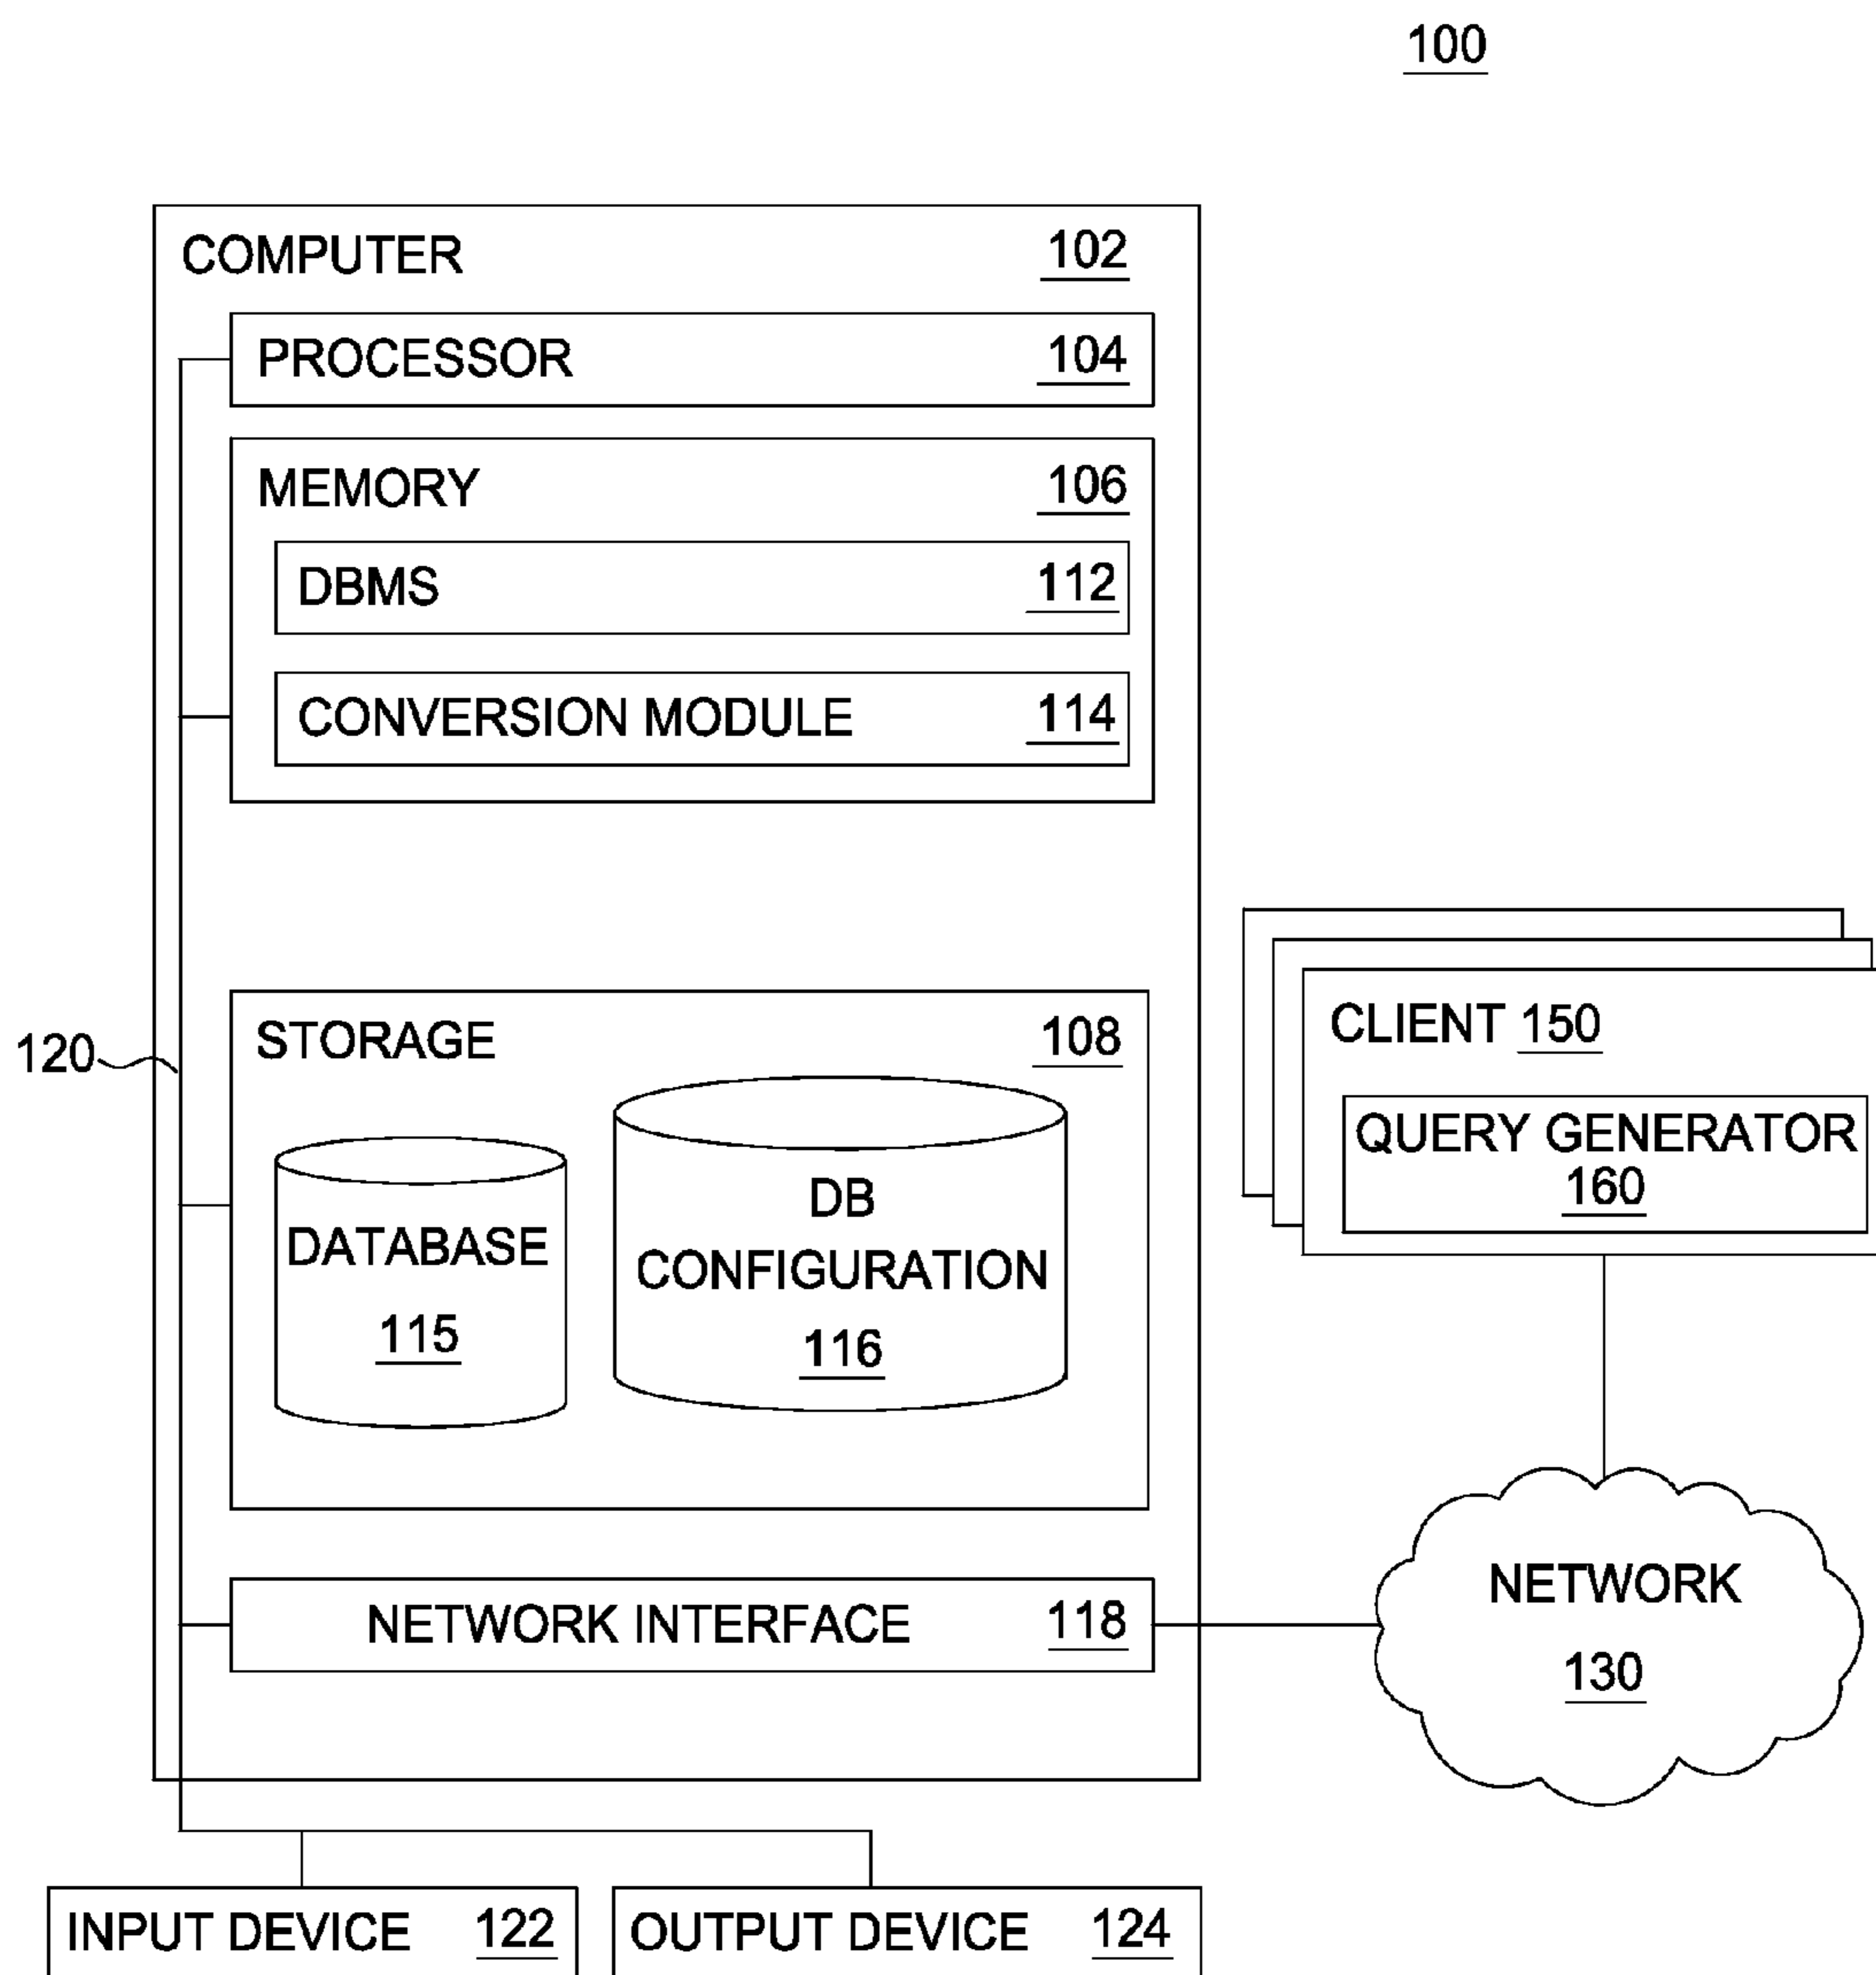 100
COMPUTER 102
PROCESSOR 104
MEMORY 106
DBMS 112
CONVERSION MODULE 114
120
STORAGE 108
DATABASE
115
DB
CONFIGURATION
116
NETWORK INTERFACE 118
CLIENT 150
QUERY GENERATOR
160
NETWORK
130
INPUT DEVICE 122
OUTPUT DEVICE 124